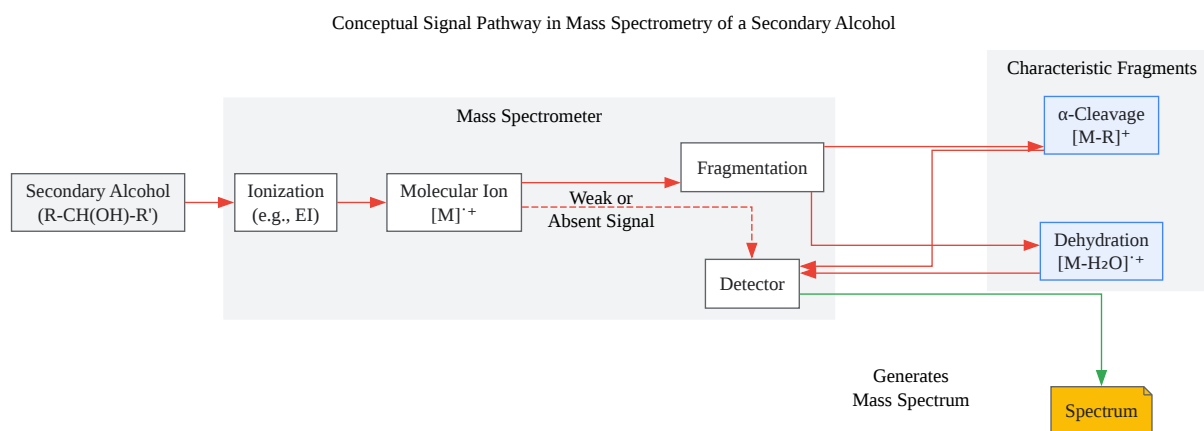 Conceptual Signal Pathway in Mass Spectrometry of a Secondary Alcohol
Characteristic Fragments
Mass Spectrometer
α-Cleavage
[M-R]⁺
Fragmentation
Secondary Alcohol
(R-CH(OH)-R')
Ionization
(e.g., EI)
Molecular Ion
[M]˙⁺
Weak or
Absent Signal
Dehydration
[M-H₂O]˙⁺
Detector
Generates
Mass Spectrum
Spectrum